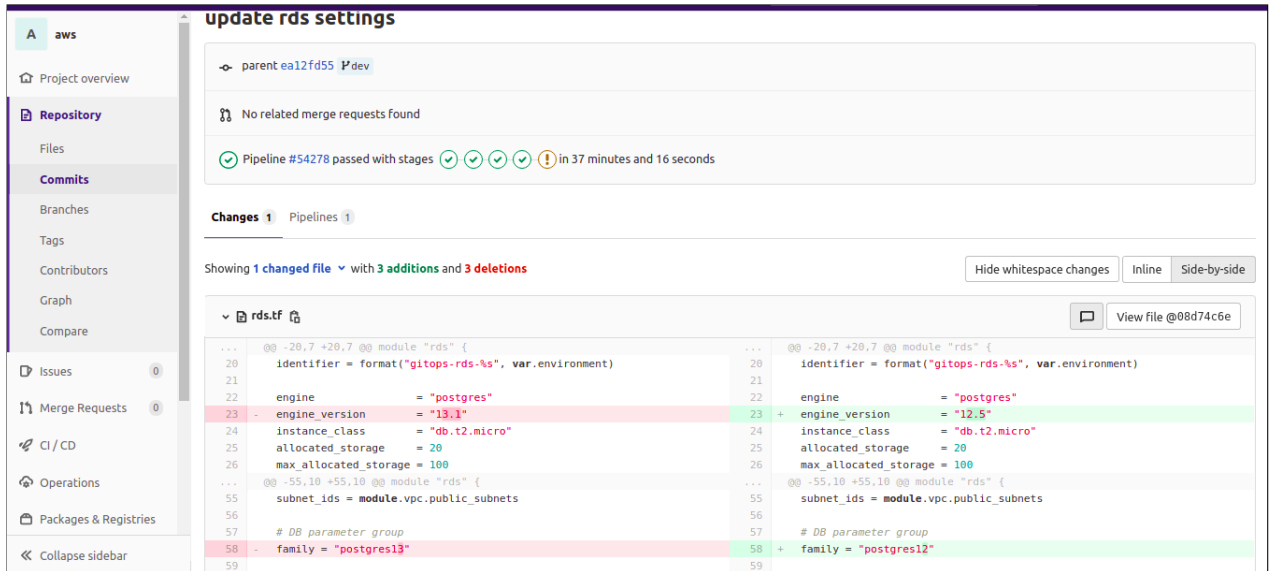 update rds settings
A aws
Project overview
Repository
Files
Commits
Branches
Tags
Contributors
Graph
Compare
Issues 0
Merge Requests 0
CI / CD
Operations
Packages & Registries
Collapse sidebar
parent ea12fd55 dev
No related merge requests found
Pipeline #54278 passed with stages in 37 minutes and 16 seconds
Changes 1 Pipelines 1
Showing 1 changed file with 3 additions and 3 deletions
Hide whitespace changes Inline Side-by-side
rds.tf
View file @08d74c6e
... @@ -20,7 +20,7 @@ module "rds" {
20 identifier = format("gitops-rds-%s", var.environment)
21
22 engine = "postgres"
23 - engine_version = "13.1"
24 instance_class = "db.t2.micro"
25 allocated_storage = 20
26 max_allocated_storage = 100
... @@ -55,10 +55,10 @@ module "rds" {
55 subnet_ids = module.vpc.public_subnets
56
57 # DB parameter group
58 - family = "postgres13"
59
... @@ -20,7 +20,7 @@ module "rds" {
20 identifier = format("gitops-rds-%s", var.environment)
21
22 engine = "postgres"
23 + engine_version = "12.5"
24 instance_class = "db.t2.micro"
25 allocated_storage = 20
26 max_allocated_storage = 100
... @@ -55,10 +55,10 @@ module "rds" {
55 subnet_ids = module.vpc.public_subnets
56
57 # DB parameter group
58 + family = "postgres12"
59